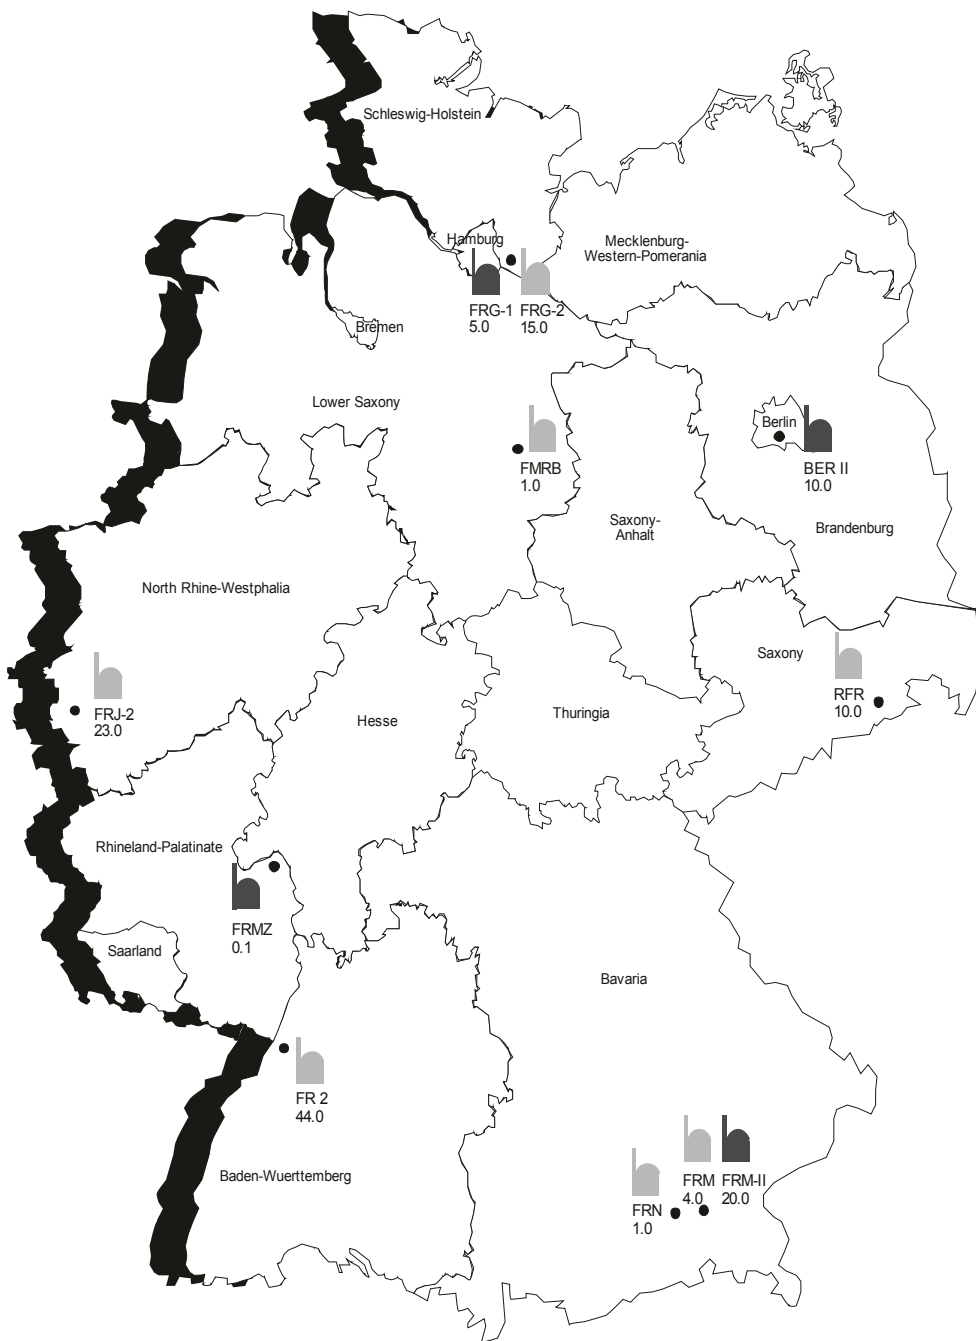 Schleswig-Holstein
Hamburg
Mecklenburg-
Western-Pomerania
FRG-1
5.0
FRG-2
15.0
Bremen
Lower Saxony
Berlin
FMRB
1.0
BER II
10.0
Saxony-
Anhalt
Brandenburg
North Rhine-Westphalia
Saxony
FRJ-2
23.0
Hesse
Thuringia
RFR
10.0
Rhineland-Palatinate
FRMZ
0.1
Saarland
Bavaria
FR 2
44.0
Baden-Wuerttemberg
FRN
1.0
FRM
4.0
FRM-II
20.0